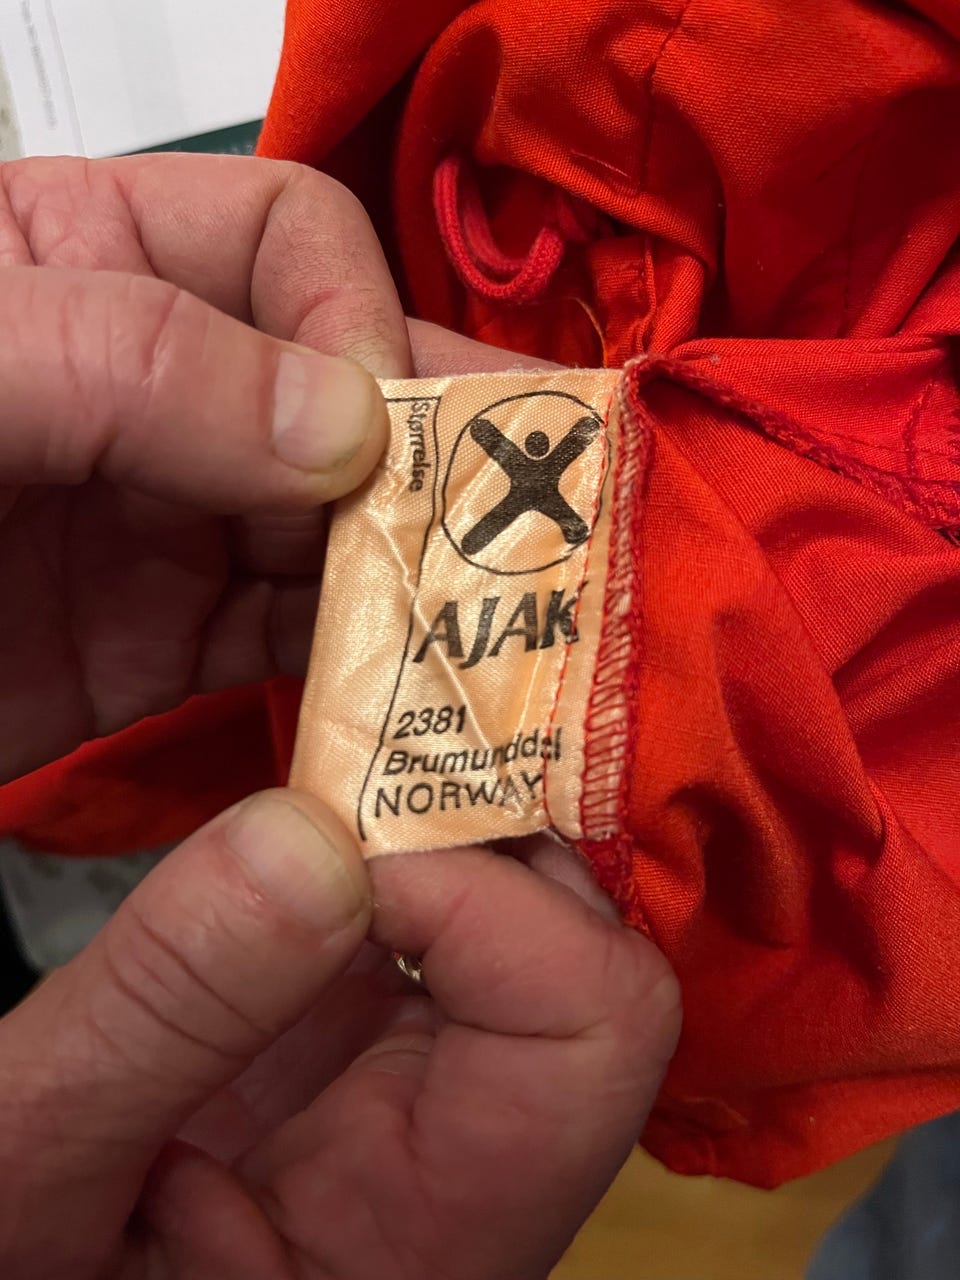 Størrelse
AJAK
2381
Brumunddal
NORWAY